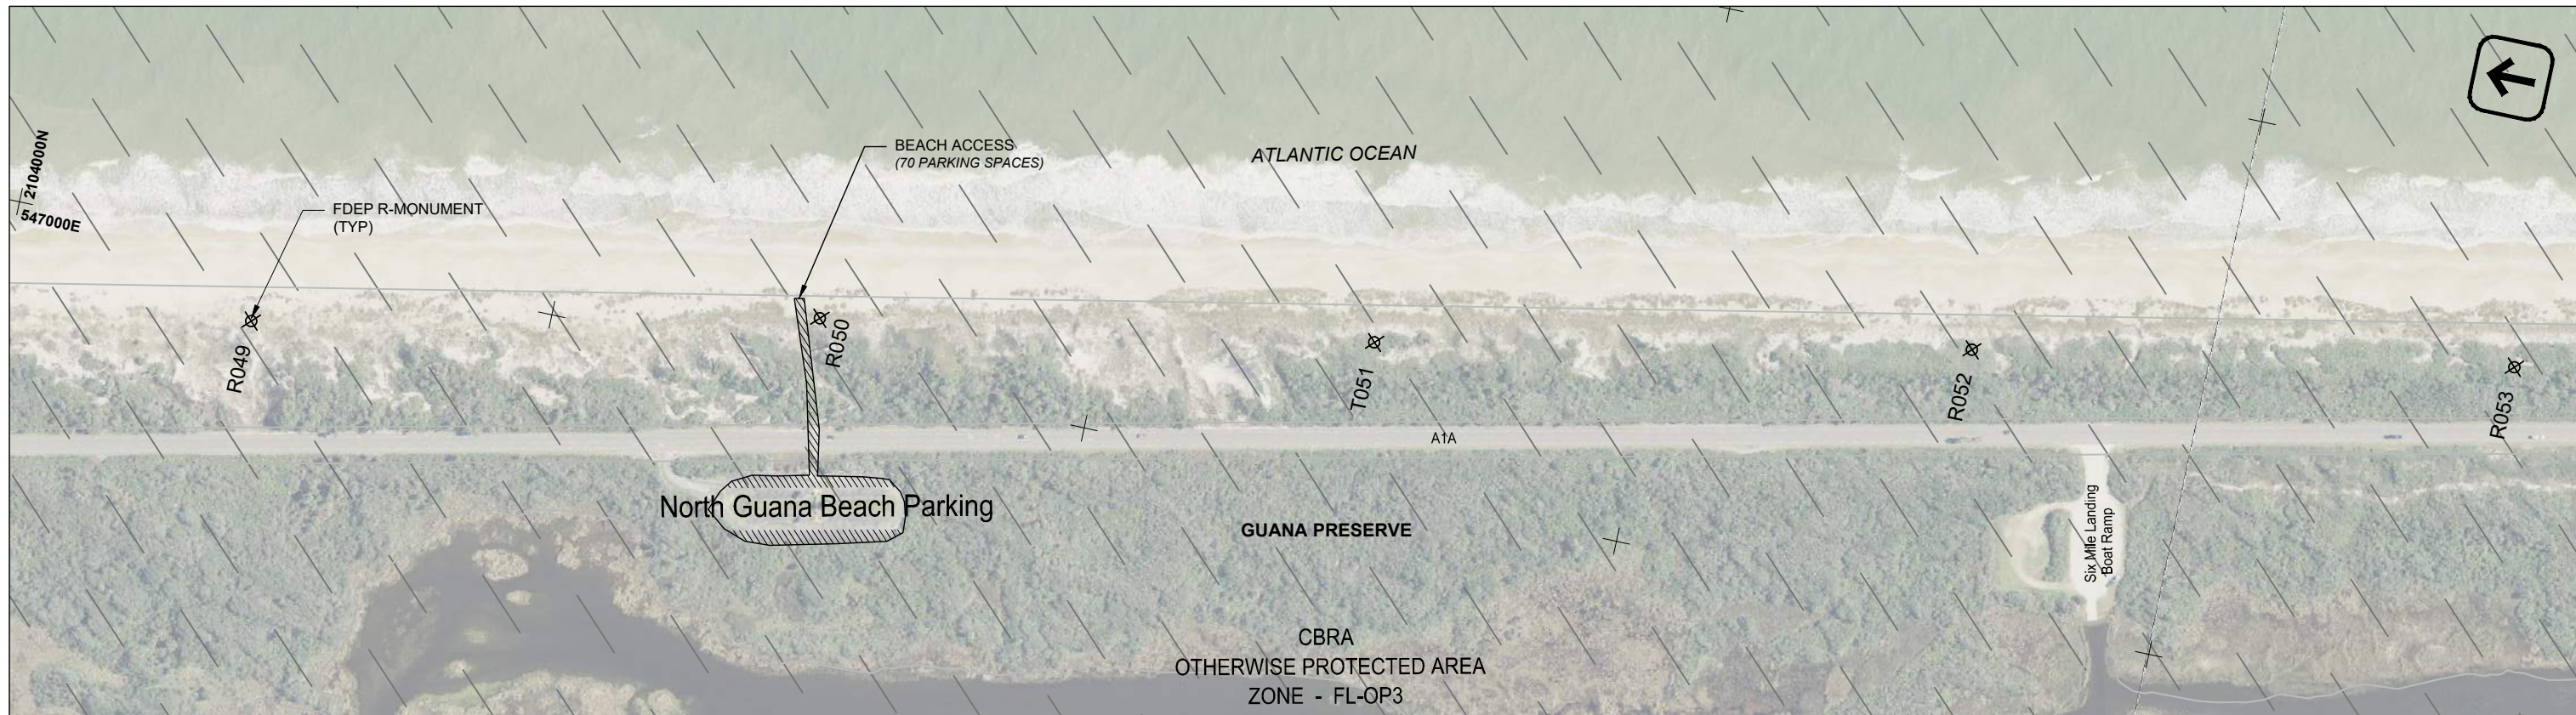 2104000N
547000E
FDEP R-MONUMENT
(TYP)
BEACH ACCESS
(70 PARKING SPACES)
ATLANTIC OCEAN
R049
R050
T051
R052
R053
A1A
North Guana Beach Parking
GUANA PRESERVE
Six Mile Landing
Boat Ramp
CBRA
OTHERWISE PROTECTED AREA
ZONE - FL-OP3